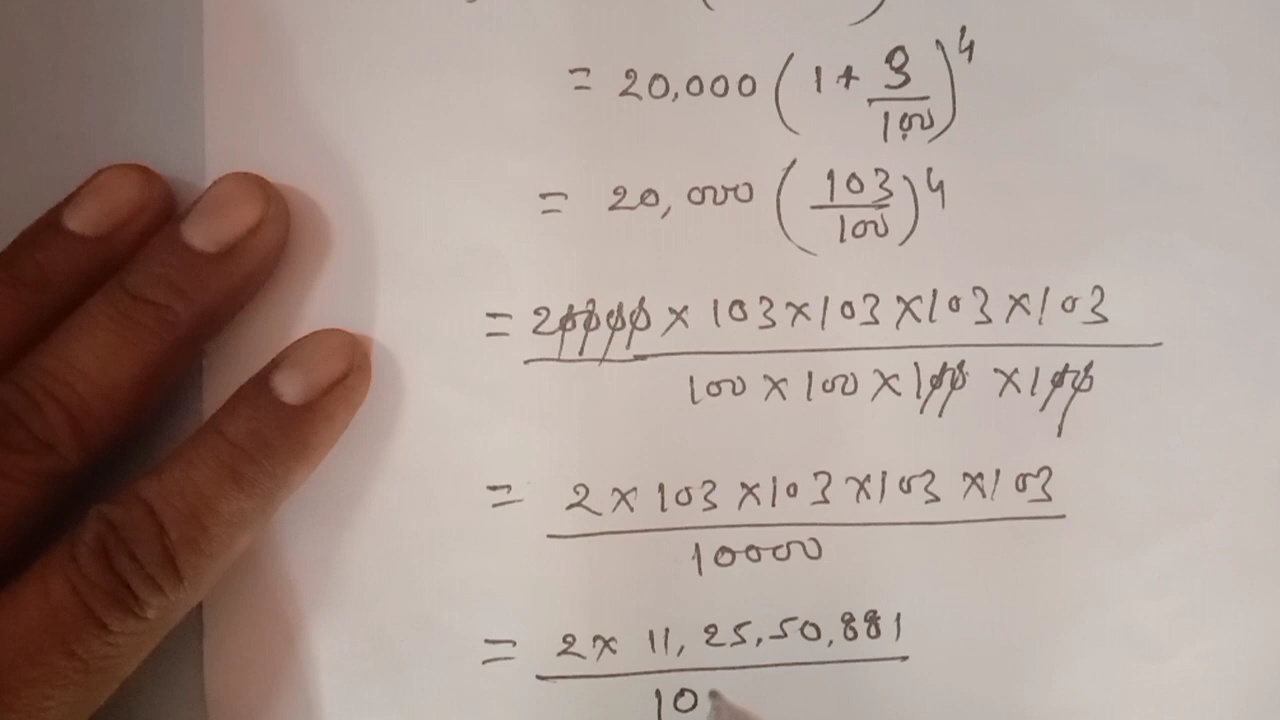 = 20,000 ( 1 + 3/100 )^4
= 20,000 ( 103/100 )^4
= 20000 × 103 × 103 × 103 × 103
100 × 100 × 100 × 100
= 2 × 103 × 103 × 103 × 103
10000
= 2 × 11,25,50,881
10